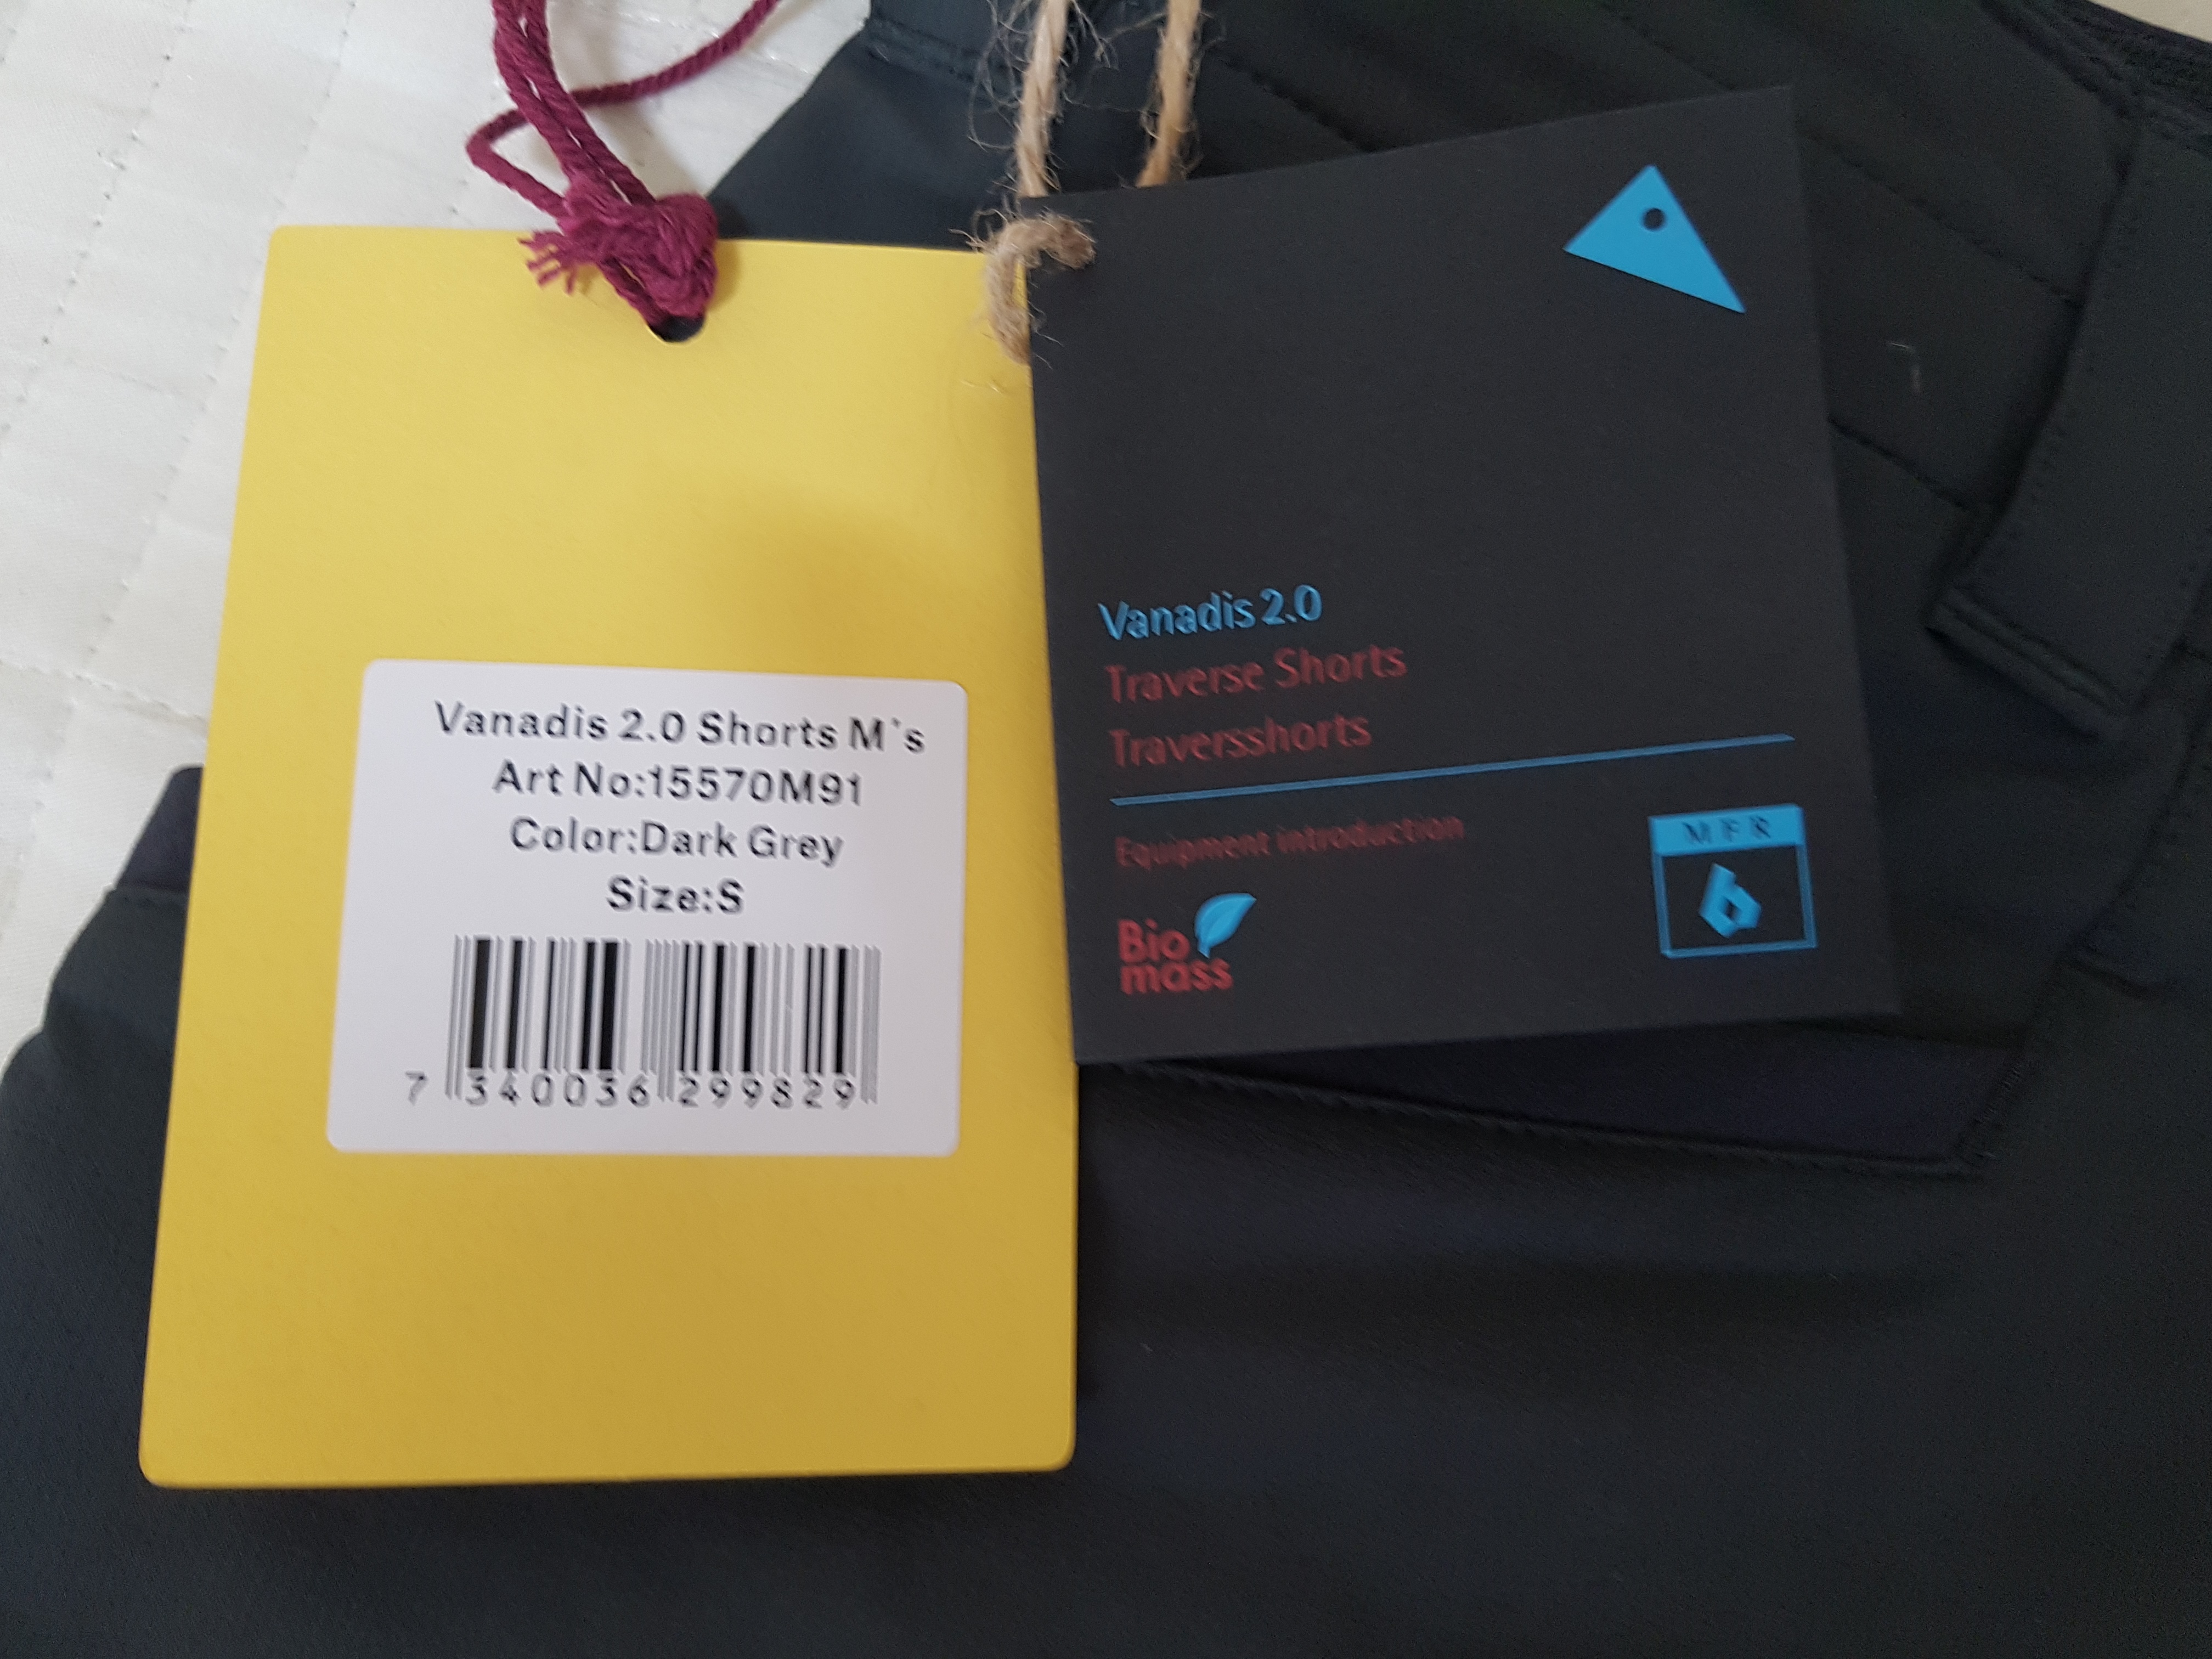 Vanadis 2.0 Shorts M's
Art No:15570M91
Color:Dark Grey
Size:S
7 340036 299829
Vanadis 2.0
Traverse Shorts
Traversshorts
Equipment introduction
Bio
mass
M F R
6